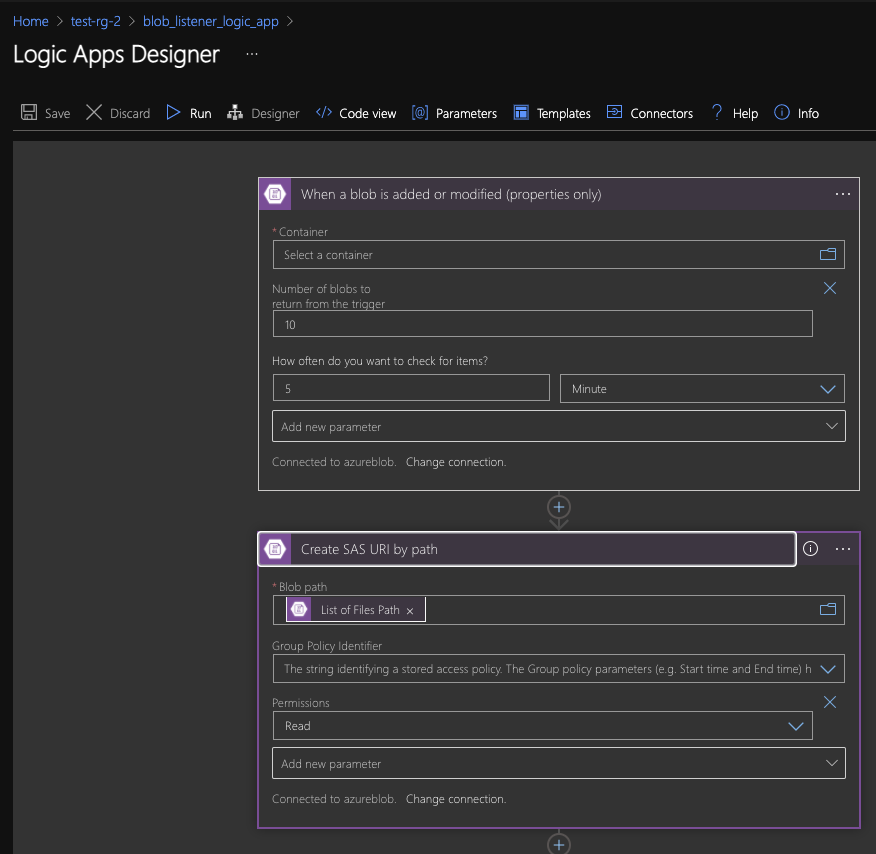 Home > test-rg-2 > blob_listener_logic_app >
Logic Apps Designer ...
Save Discard Run Designer Code view Parameters Templates Connectors ? Help Info
When a blob is added or modified (properties only) ...
* Container
Select a container
Number of blobs to
return from the trigger
10
How often do you want to check for items?
5 Minute
Add new parameter
Connected to azureblob. Change connection.
Create SAS URI by path ...
* Blob path
List of Files Path ×
Group Policy Identifier
The string identifying a stored access policy. The Group policy parameters (e.g. Start time and End time) h
Permissions
Read
Add new parameter
Connected to azureblob. Change connection.